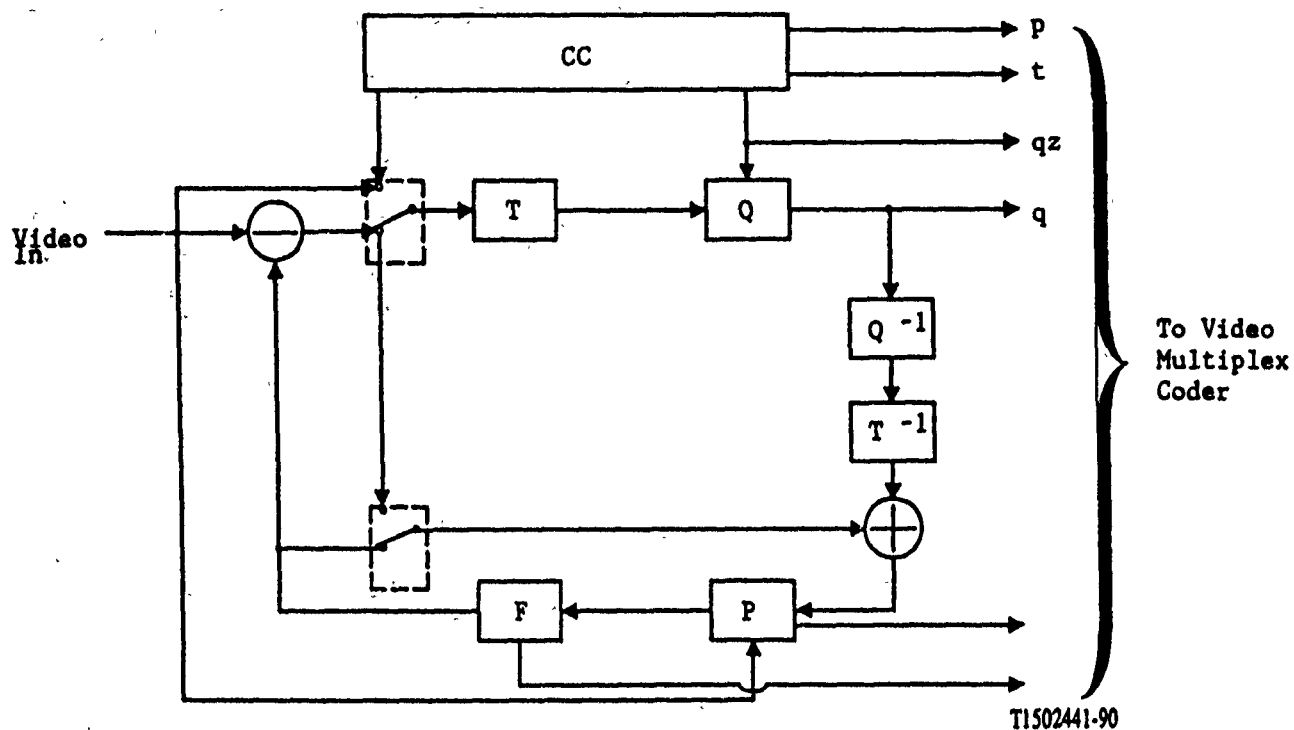 CC
p
t
qz
T
Q
q
Video
In
Q -1
T -1
To Video
Multiplex
Coder
F
P
T1502441-90